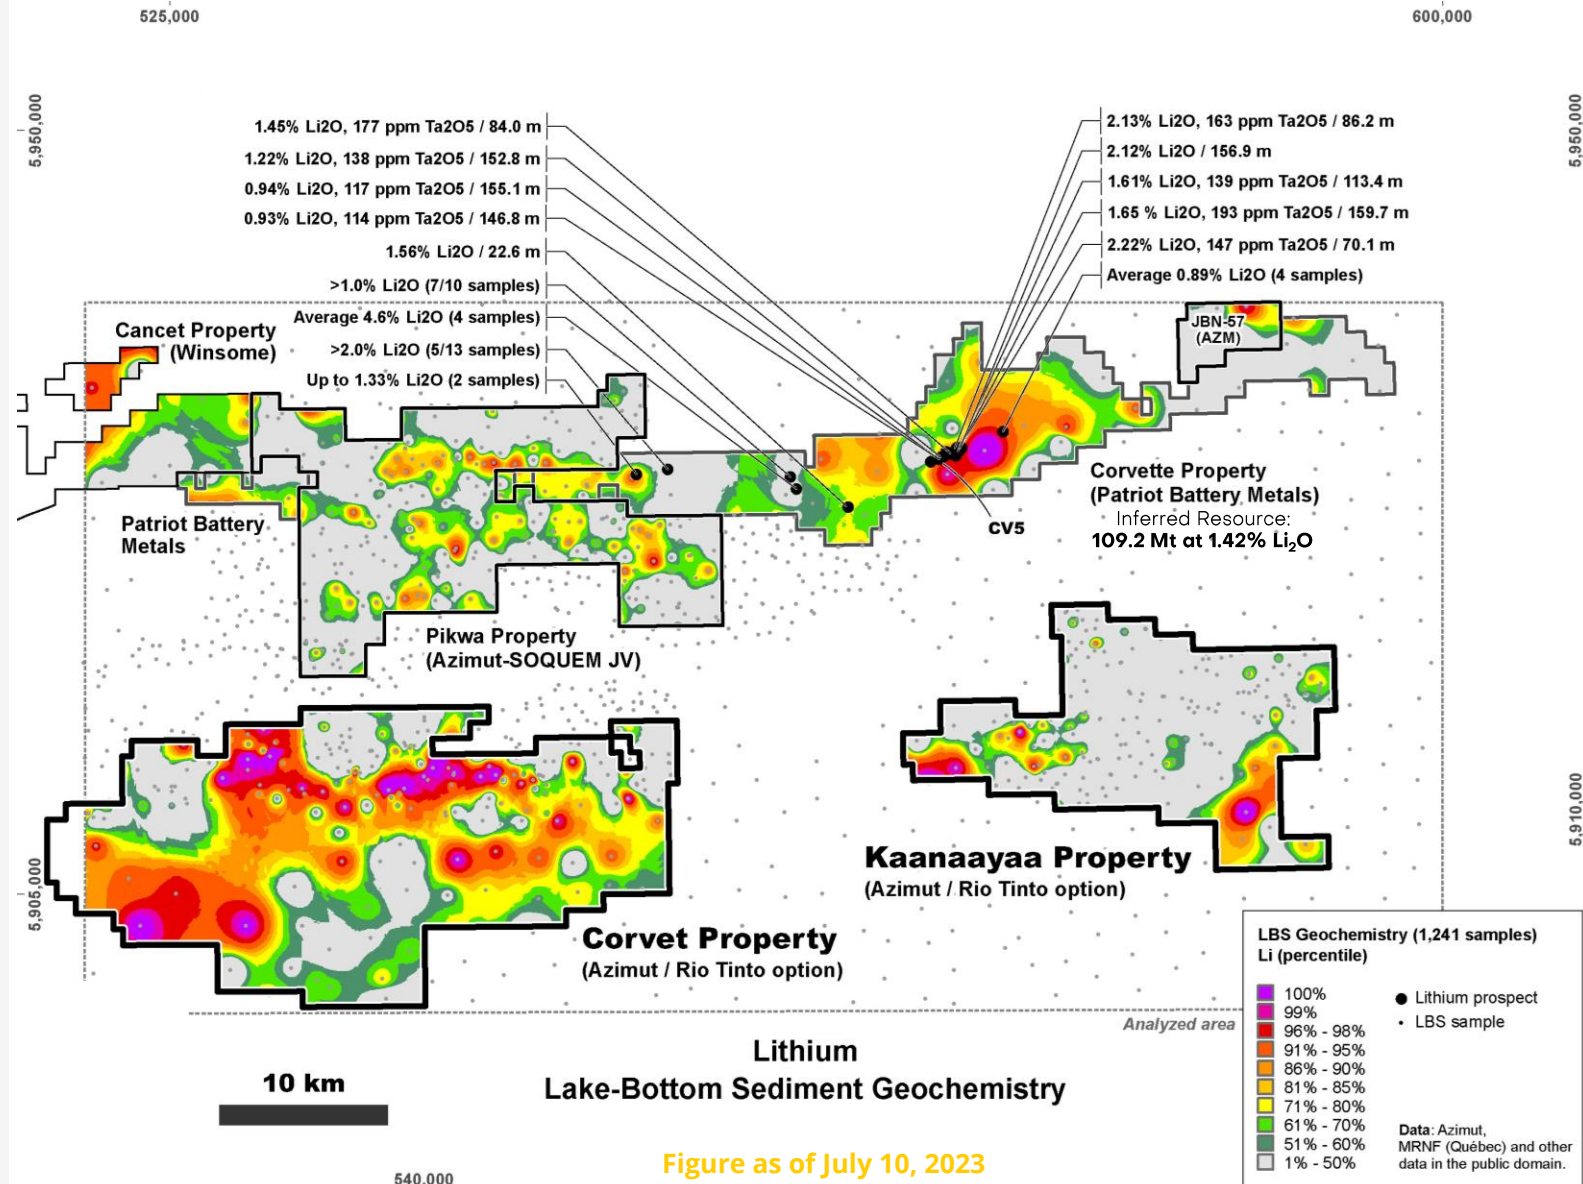 525,000
600,000
5,950,000
5,950,000
1.45% Li2O, 177 ppm Ta2O5 / 84.0 m
1.22% Li2O, 138 ppm Ta2O5 / 152.8 m
0.94% Li2O, 117 ppm Ta2O5 / 155.1 m
0.93% Li2O, 114 ppm Ta2O5 / 146.8 m
1.56% Li2O / 22.6 m
>1.0% Li2O (7/10 samples)
Average 4.6% Li2O (4 samples)
>2.0% Li2O (5/13 samples)
Up to 1.33% Li2O (2 samples)
2.13% Li2O, 163 ppm Ta2O5 / 86.2 m
2.12% Li2O / 156.9 m
1.61% Li2O, 139 ppm Ta2O5 / 113.4 m
1.65 % Li2O, 193 ppm Ta2O5 / 159.7 m
2.22% Li2O, 147 ppm Ta2O5 / 70.1 m
Average 0.89% Li2O (4 samples)
Cancet Property
(Winsome)
JBN-57
(AZM)
Patriot Battery
Metals
CV5
Corvette Property
(Patriot Battery Metals)
Inferred Resource:
109.2 Mt at 1.42% Li₂O
Pikwa Property
(Azimut-SOQUEM JV)
5,910,000
5,905,000
Kaanaayaa Property
(Azimut / Rio Tinto option)
Corvet Property
(Azimut / Rio Tinto option)
Analyzed area
Lithium
Lake-Bottom Sediment Geochemistry
10 km
540,000
Figure as of July 10, 2023
LBS Geochemistry (1,241 samples)
Li (percentile)
100%
99%
96% - 98%
91% - 95%
86% - 90%
81% - 85%
71% - 80%
61% - 70%
51% - 60%
1% - 50%
Lithium prospect
LBS sample
Data: Azimut,
MRNF (Québec) and other
data in the public domain.